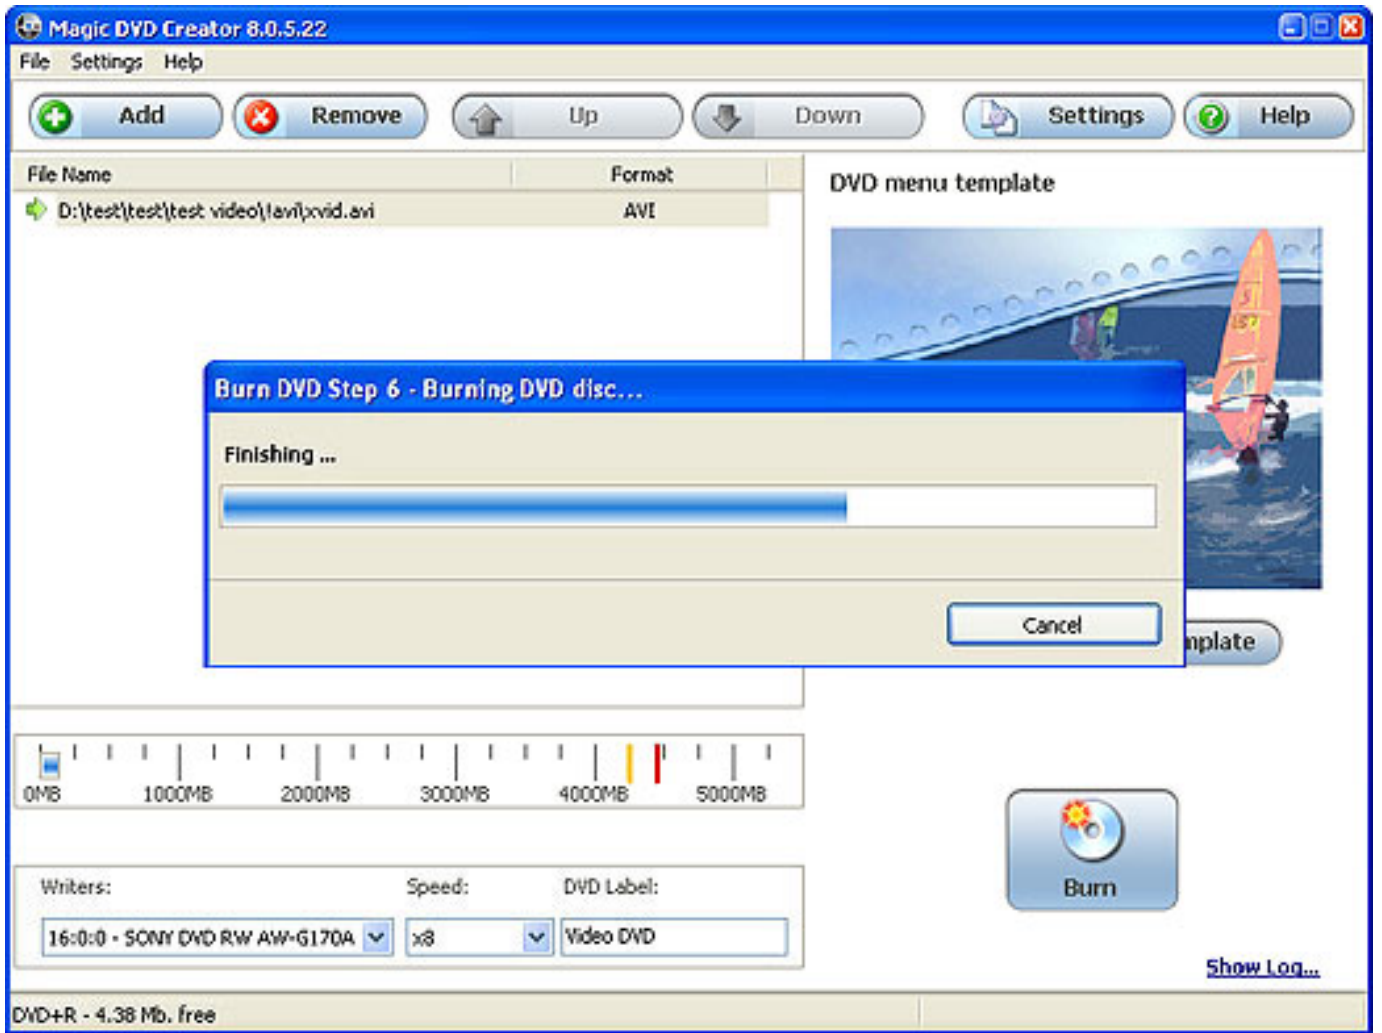 Magic DVD Creator 8.0.5.22
File Settings Help
Add Remove Up Down Settings Help
File Name Format
D:\test\test\test video\!avi\xvid.avi AVI
DVD menu template
Burn DVD Step 6 - Burning DVD disc...
Finishing ...
Cancel
mplate
0MB 1000MB 2000MB 3000MB 4000MB 5000MB
Writers: Speed: DVD Label:
16:0:0 - SONY DVD RW AW-G170A x8 Video DVD
Burn
Show Log...
DVD+R - 4.38 Mb. free